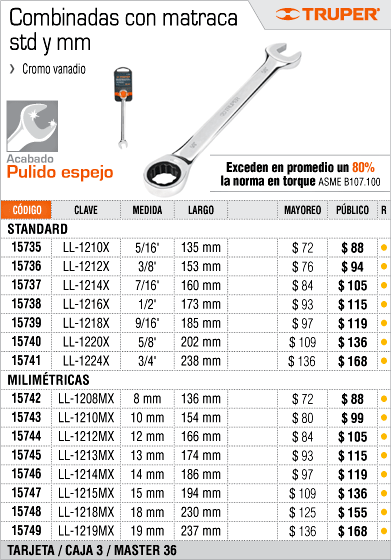 Combinadas con matraca
std y mm
TRUPER®
› Cromo vanadio
Acabado
Pulido espejo
TRUPER
Exceden en promedio un 80%
la norma en torque ASME B107.100
CÓDIGO CLAVE MEDIDA LARGO MAYOREO PÚBLICO R
STANDARD
15735 LL-1210X 5/16' 135 mm $ 72 $ 88
15736 LL-1212X 3/8' 153 mm $ 76 $ 94
15737 LL-1214X 7/16' 160 mm $ 84 $ 105
15738 LL-1216X 1/2' 173 mm $ 93 $ 115
15739 LL-1218X 9/16' 185 mm $ 97 $ 119
15740 LL-1220X 5/8' 202 mm $ 109 $ 136
15741 LL-1224X 3/4' 238 mm $ 136 $ 168
MILIMÉTRICAS
15742 LL-1208MX 8 mm 136 mm $ 72 $ 88
15743 LL-1210MX 10 mm 154 mm $ 80 $ 99
15744 LL-1212MX 12 mm 166 mm $ 84 $ 105
15745 LL-1213MX 13 mm 174 mm $ 93 $ 115
15746 LL-1214MX 14 mm 186 mm $ 97 $ 119
15747 LL-1215MX 15 mm 194 mm $ 109 $ 136
15748 LL-1218MX 18 mm 230 mm $ 125 $ 155
15749 LL-1219MX 19 mm 237 mm $ 136 $ 168
TARJETA / CAJA 3 / MASTER 36